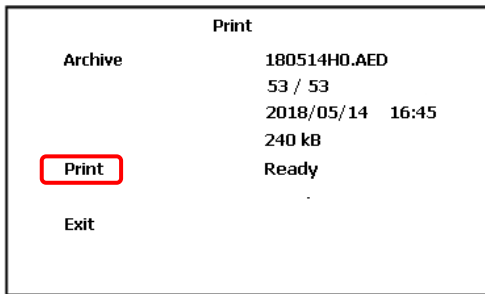 Print
Archive 180514H0.AED
53 / 53
2018/05/14 16:45
240 kB
Print Ready
.
Exit